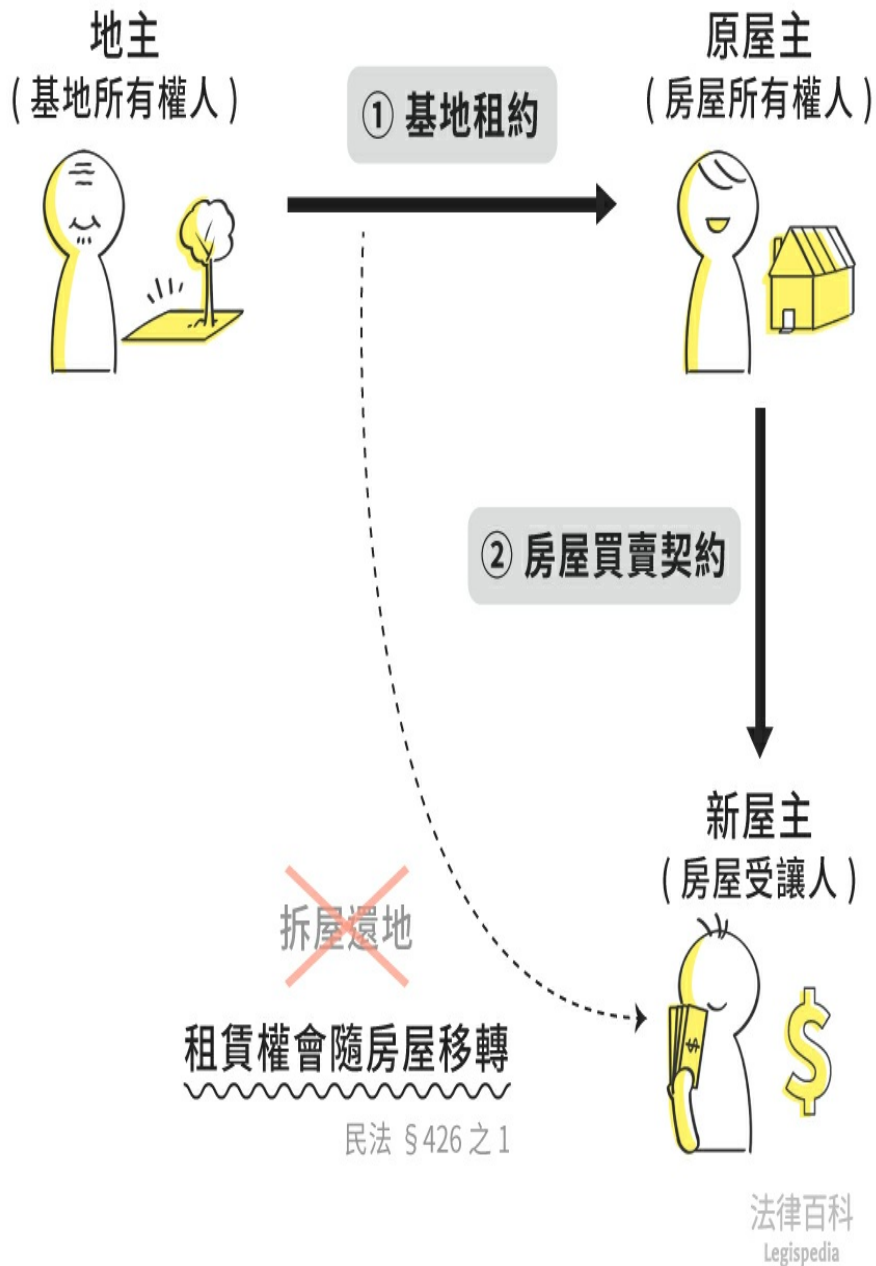 地主
(基地所有權人)
① 基地租約
原屋主
(房屋所有權人)
② 房屋買賣契約
新屋主
(房屋受讓人)
拆屋還地
租賃權會隨房屋移轉
民法 §426 之 1
$
$
法律百科
Legispedia